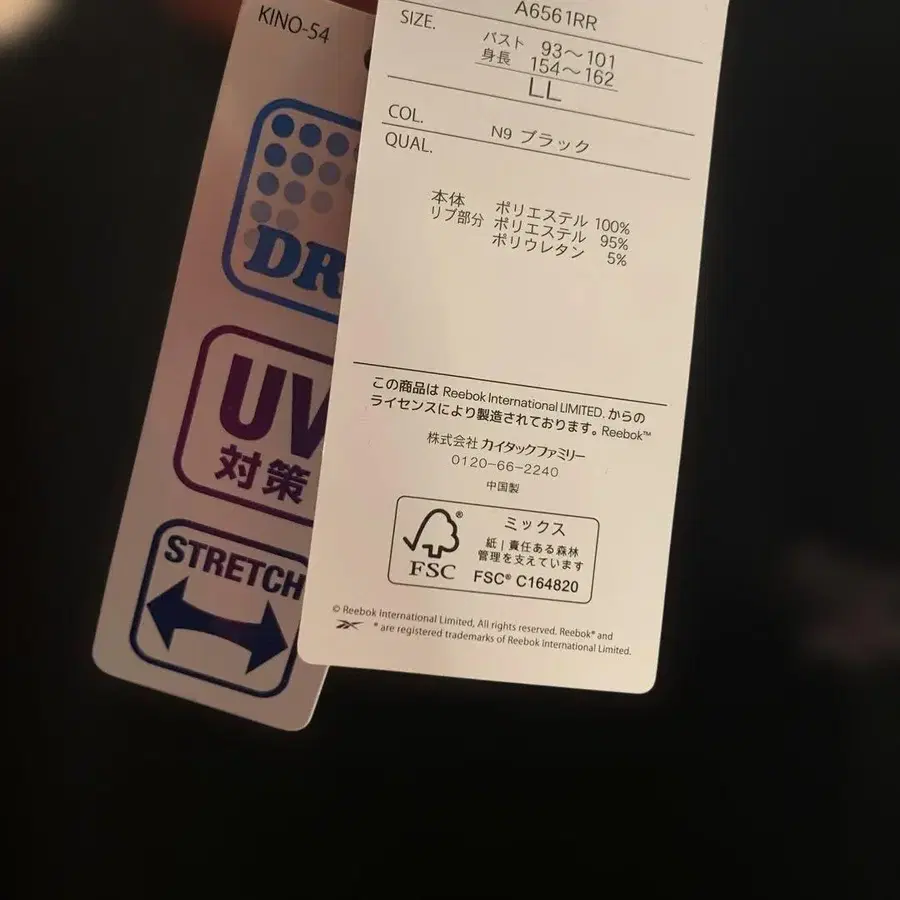 KINO-54
DR
UV
対策
STRETCH
A6561RR
SIZE.
バスト 93〜101
身長 154〜162
LL
COL.
N9 ブラック
QUAL.
本体 ポリエステル 100%
リブ部分 ポリエステル 95%
ポリウレタン 5%
この商品は Reebok International LIMITED. からの
ライセンスにより製造されております。Reebok™
株式会社 カイタックファミリー
0120-66-2240
中国製
ミックス
紙|責任ある森林
管理を支えています
FSC® C164820
®
FSC
© Reebok International Limited, All rights reserved. Reebok® and
® are registered trademarks of Reebok International Limited.